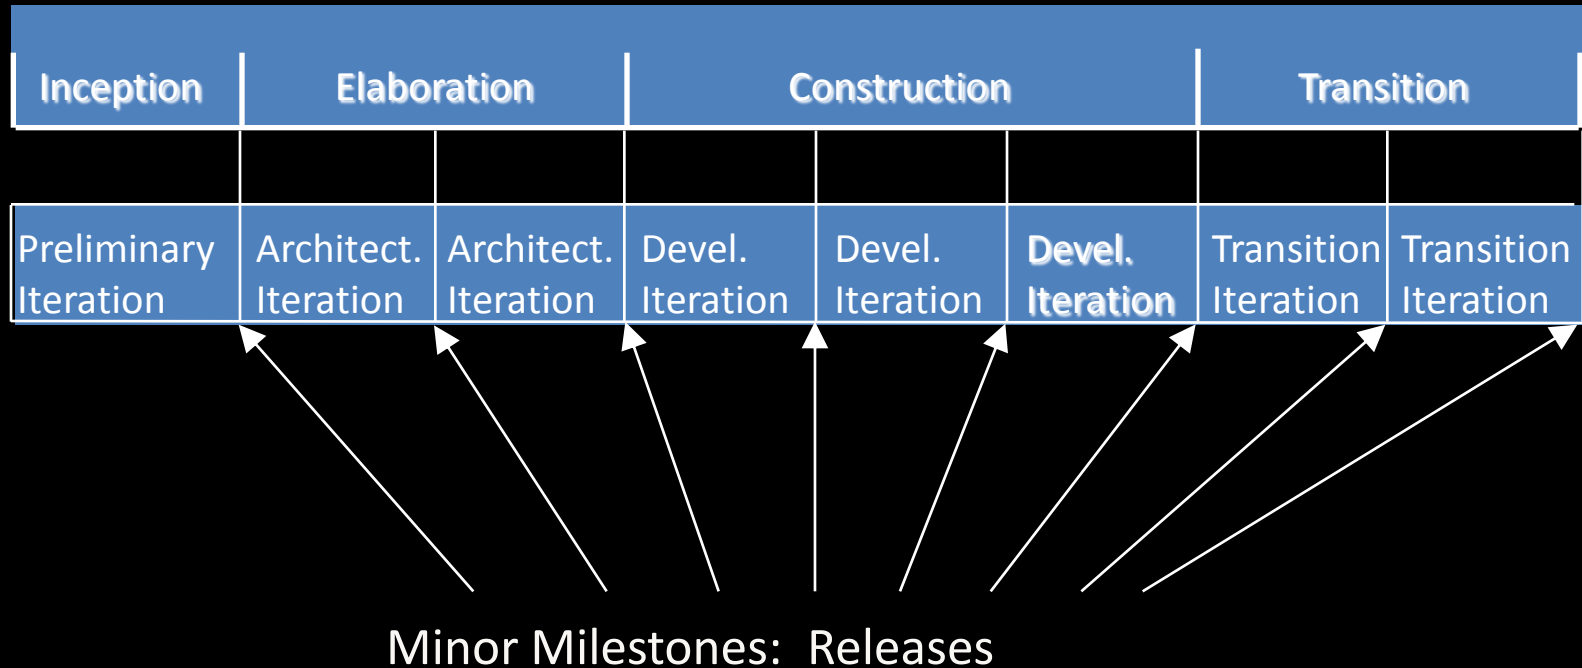 Inception Elaboration Construction Transition
Preliminary Iteration
Architect. Iteration
Architect. Iteration
Devel. Iteration
Devel. Iteration
Devel. Iteration
Transition Iteration
Transition Iteration
Minor Milestones: Releases